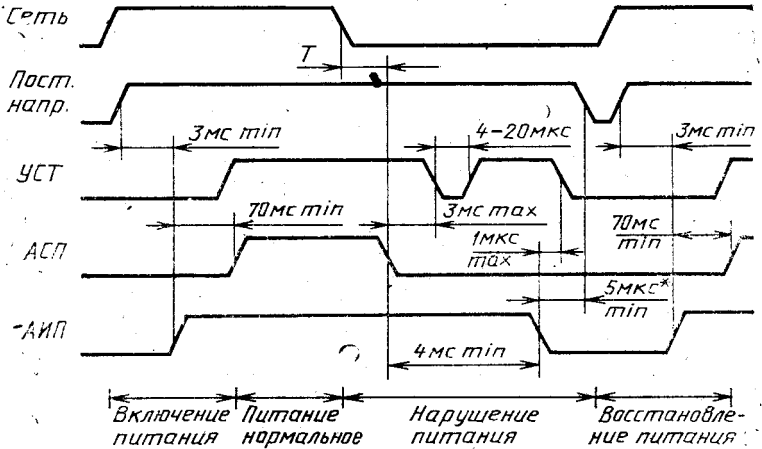 Сеть
T
Пост.
напр.
3мс min
4-20мкс
3мс min
УСТ
70мс min
3мс max
70мс
min
1мкс
max
АСП
5мкс*
min
-АИП
4мс min
Включение
питания
Питание
нормальное
Нарушение
питания
Восстановле-
ние питания